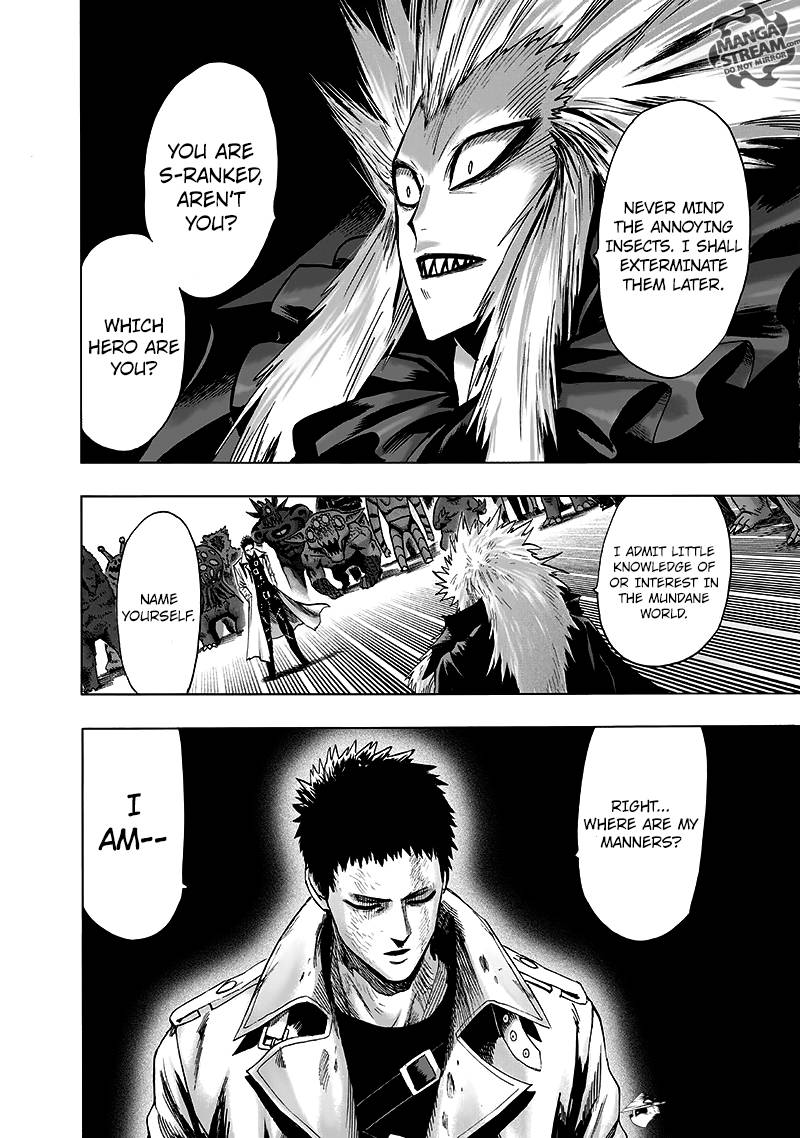 MANGA
STREAM
DO NOT MIRROR
NEVER MIND
THE ANNOYING
INSECTS. I SHALL
EXTERMINATE
THEM LATER.
YOU ARE
S-RANKED,
AREN'T
YOU?
WHICH
HERO ARE
YOU?
I ADMIT LITTLE
KNOWLEDGE OF
OR INTEREST IN
THE MUNDANE
WORLD.
NAME
YOURSELF.
RIGHT...
WHERE ARE MY
MANNERS?
I
AM--